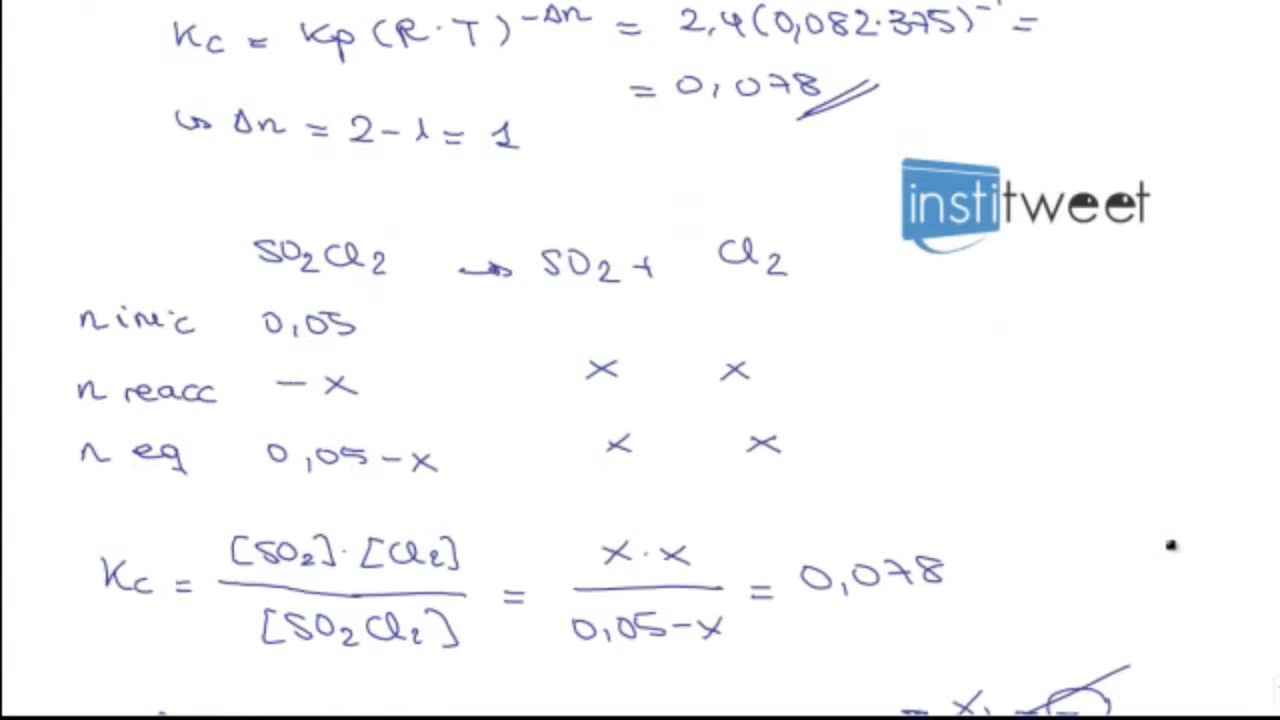 Kc = Kp (R·T)^-Δn = 2,4(0,082·375)^-1 =
= 0,078
↪ Δn = 2-1 = 1
institweet
SO2Cl2 → SO2 + Cl2
n inic 0,05
n reacc -x x x
n eq 0,05-x x x
Kc = [SO2]·[Cl2] / [SO2Cl2] = x·x / 0,05-x = 0,078